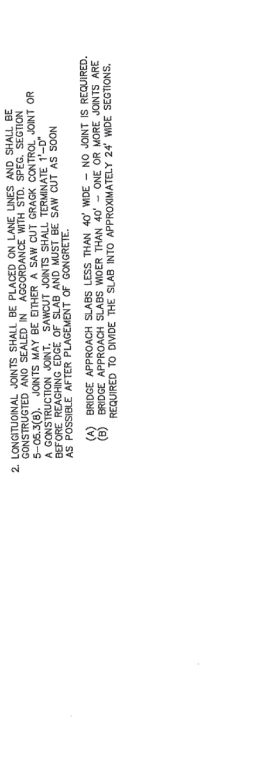 2. LONGITUDINAL JOINTS SHALL BE PLACED ON LANE LINES AND SHALL BE
CONSTRUCTED AND SEALED IN ACCORDANCE WITH STD. SPEC. SECTION
5-05.3(8). JOINTS MAY BE EITHER A SAW CUT CRACK CONTROL JOINT OR
A CONSTRUCTION JOINT. SAWCUT JOINTS SHALL TERMINATE 1'-0"
BEFORE REACHING EDGE OF SLAB AND MUST BE SAW CUT AS SOON
AS POSSIBLE AFTER PLACEMENT OF CONCRETE.
(A) BRIDGE APPROACH SLABS LESS THAN 40' WIDE - NO JOINT IS REQUIRED.
(B) BRIDGE APPROACH SLABS WIDER THAN 40' - ONE OR MORE JOINTS ARE
REQUIRED TO DIVIDE THE SLAB INTO APPROXIMATELY 24' WIDE SECTIONS.